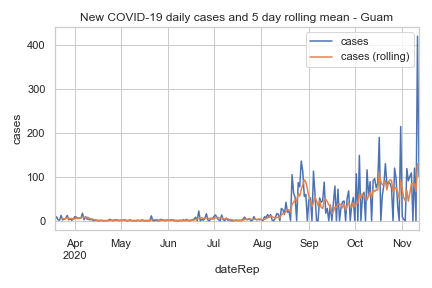 New COVID-19 daily cases and 5 day rolling mean - Guam
cases
cases (rolling)
400
300
200
100
0
cases
Apr
2020
May
Jun
Jul
Aug
Sep
Oct
Nov
dateRep